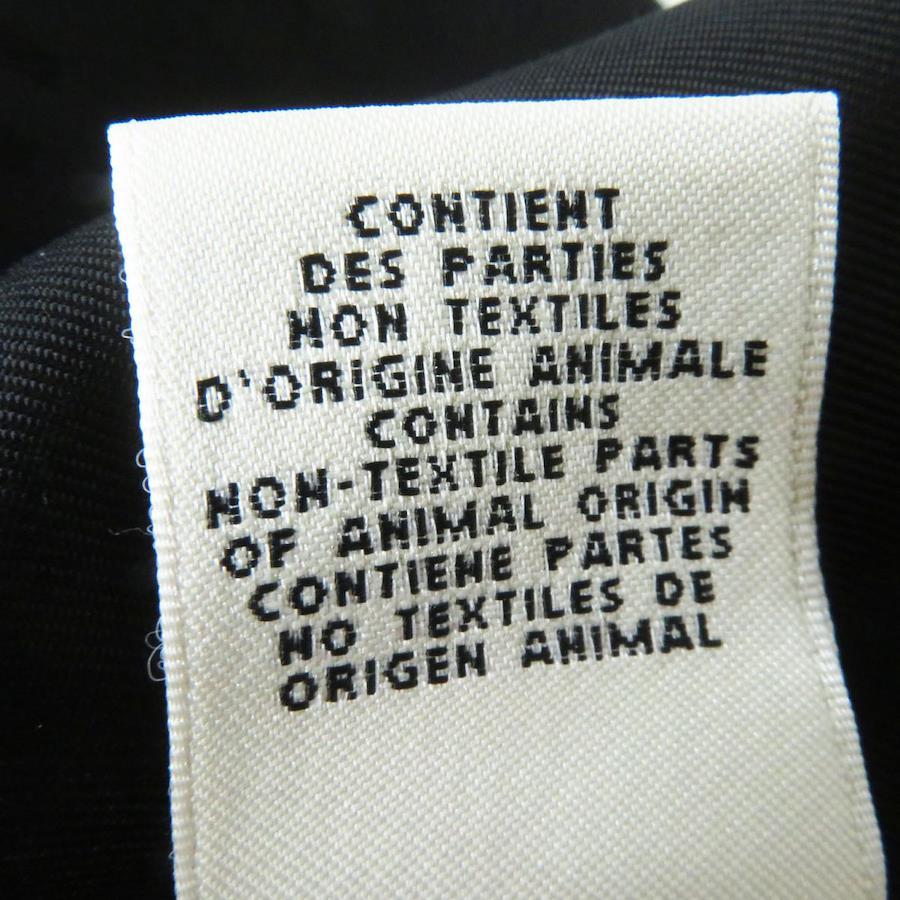 CONTIENT
DES PARTIES
NON TEXTILES
D'ORIGINE ANIMALE
CONTAINS
NON-TEXTILE PARTS
OF ANIMAL ORIGIN
CONTIENE PARTES
NO TEXTILES DE
ORIGEN ANIMAL